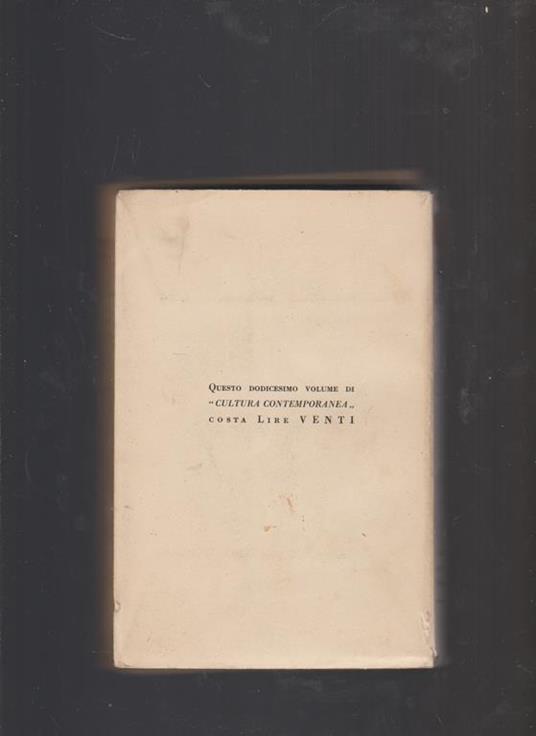 Questo dodicesimo volume di
“CULTURA CONTEMPORANEA„
costa Lire VENTI